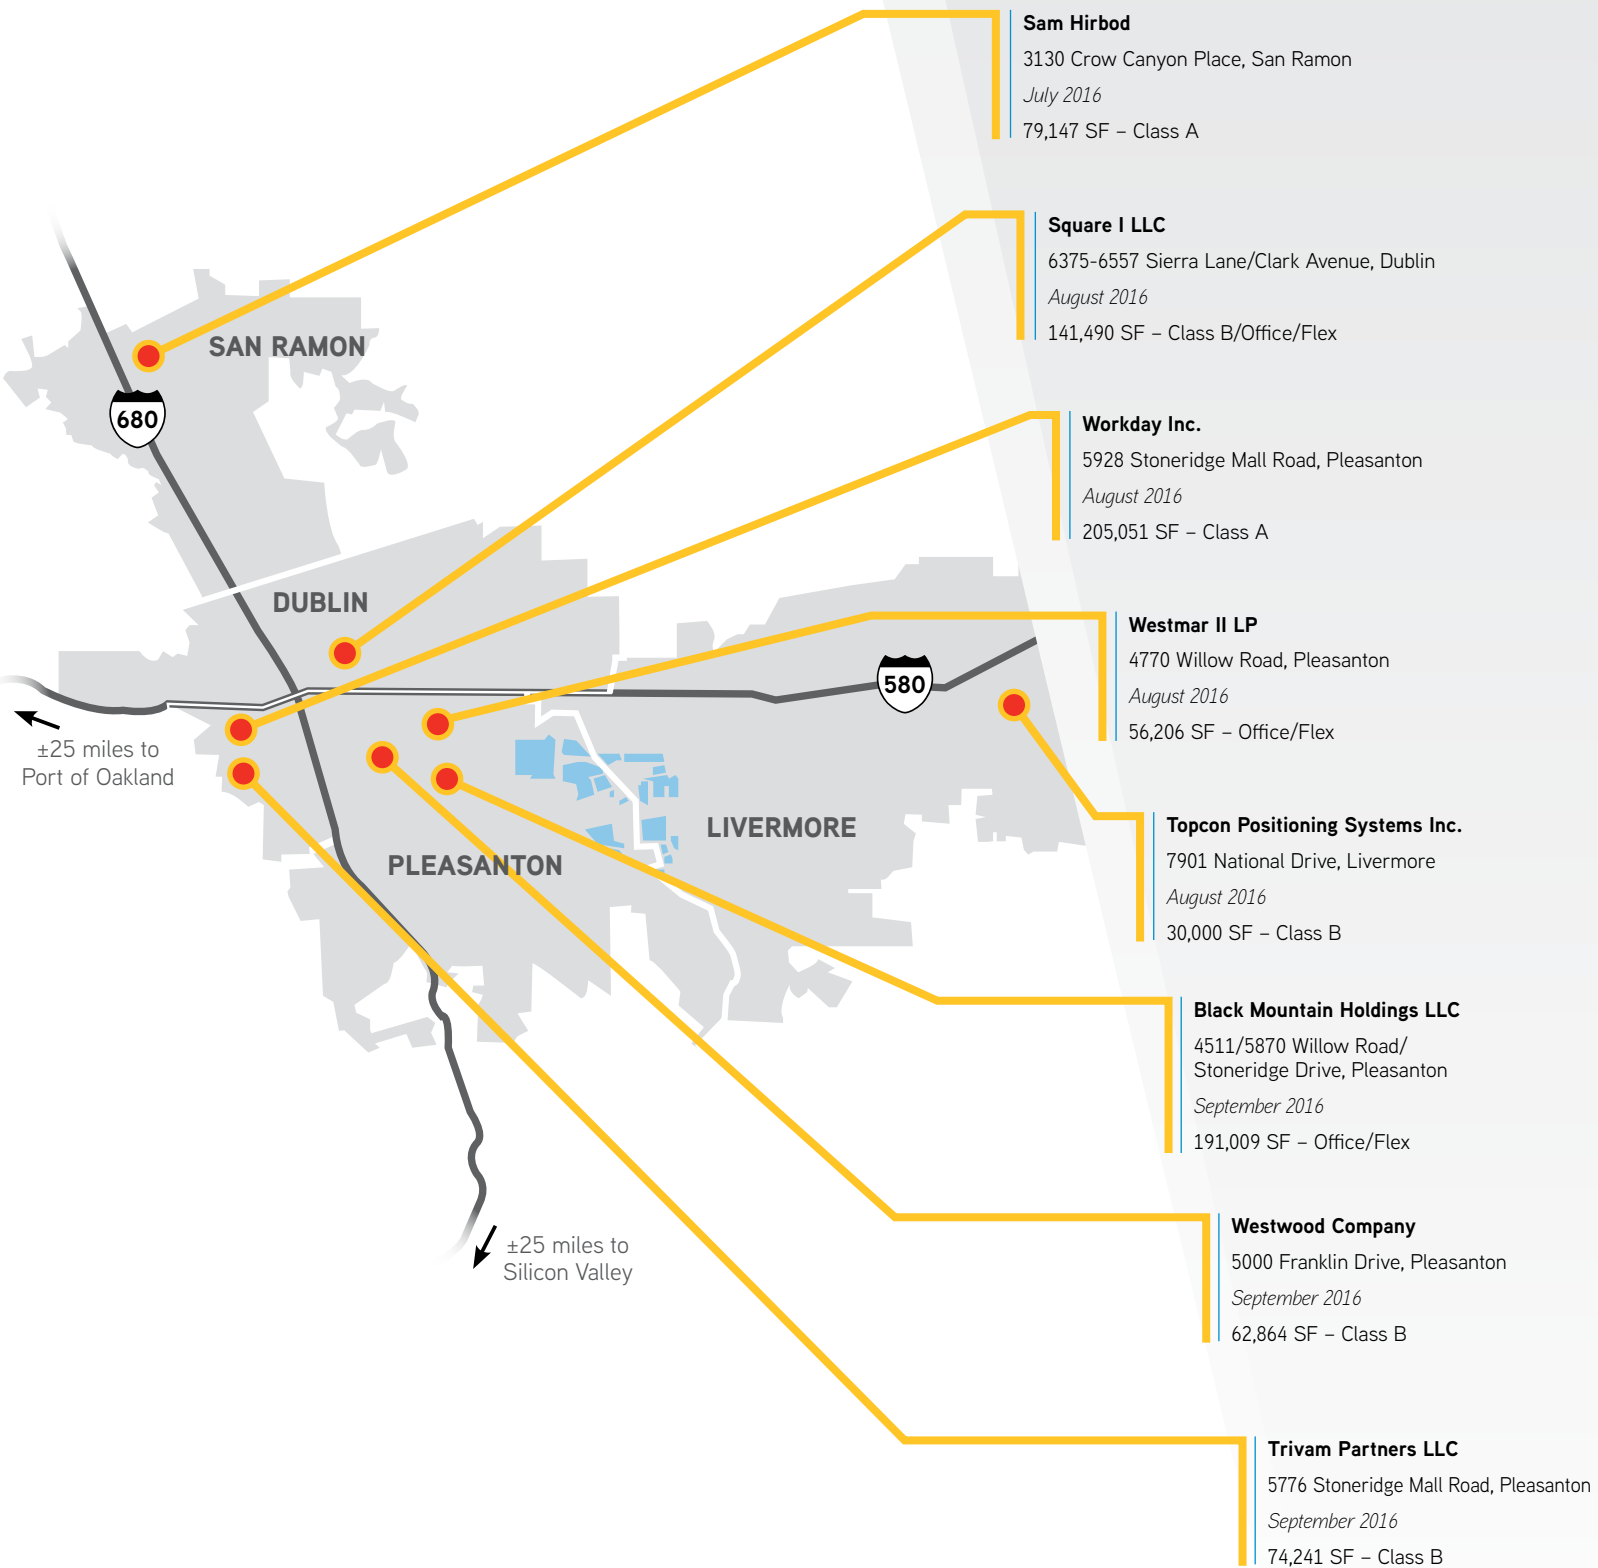 Sam Hirbod
3130 Crow Canyon Place, San Ramon
July 2016
79,147 SF – Class A
Square I LLC
6375-6557 Sierra Lane/Clark Avenue, Dublin
August 2016
141,490 SF – Class B/Office/Flex
SAN RAMON
680
Workday Inc.
5928 Stoneridge Mall Road, Pleasanton
August 2016
205,051 SF – Class A
DUBLIN
Westmar II LP
4770 Willow Road, Pleasanton
August 2016
56,206 SF – Office/Flex
580
±25 miles to
Port of Oakland
LIVERMORE
PLEASANTON
Topcon Positioning Systems Inc.
7901 National Drive, Livermore
August 2016
30,000 SF – Class B
Black Mountain Holdings LLC
4511/5870 Willow Road/
Stoneridge Drive, Pleasanton
September 2016
191,009 SF – Office/Flex
±25 miles to
Silicon Valley
Westwood Company
5000 Franklin Drive, Pleasanton
September 2016
62,864 SF – Class B
Trivam Partners LLC
5776 Stoneridge Mall Road, Pleasanton
September 2016
74,241 SF – Class B